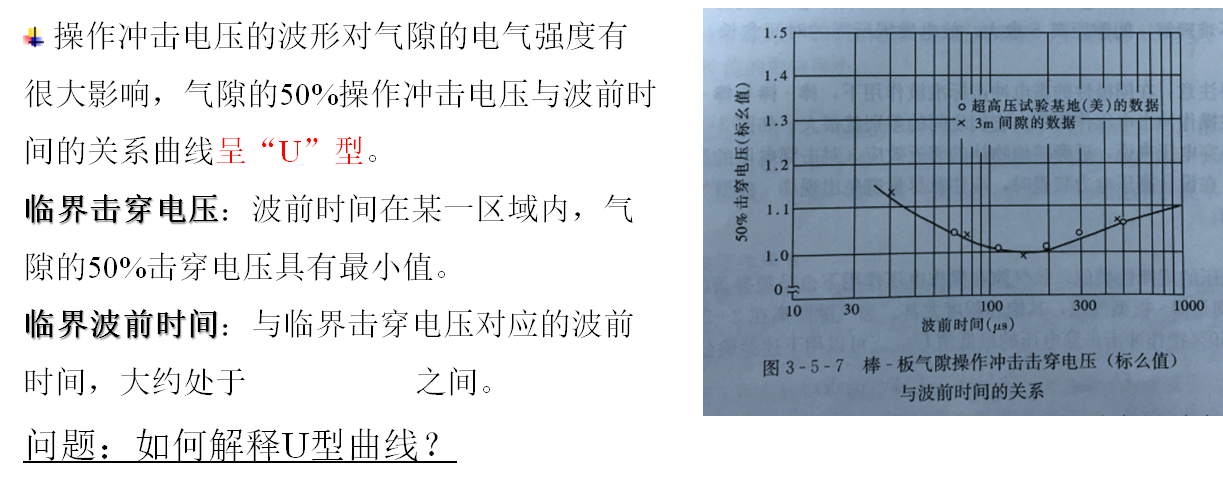 操作冲击电压的波形对气隙的电气强度有
很大影响，气隙的50%操作冲击电压与波前时
间的关系曲线呈“U”型。
临界击穿电压：波前时间在某一区域内，气
隙的50%击穿电压具有最小值。
临界波前时间：与临界击穿电压对应的波前
时间，大约处于 之间。
问题：如何解释U型曲线？
50%击穿电压(标么值)
1.5
1.4
1.3
1.2
1.1
1.0
0
超高压试验基地(美)的数据
× 3m间隙的数据
10 30 100 300 1000
波前时间(μs)
图3-5-7 棒-板气隙操作冲击击穿电压（标么值）
与波前时间的关系